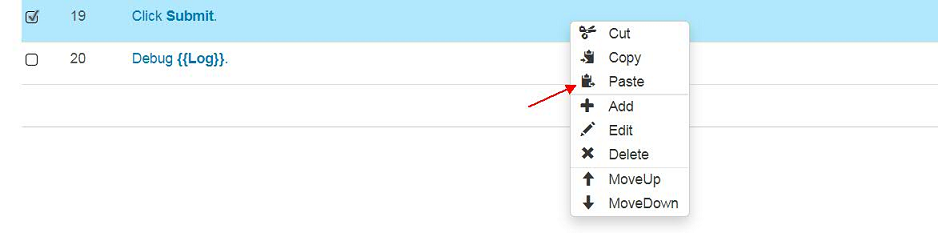 19 Click Submit.
Cut
20 Debug {{Log}}.
Copy
Paste
Add
Edit
Delete
MoveUp
MoveDown